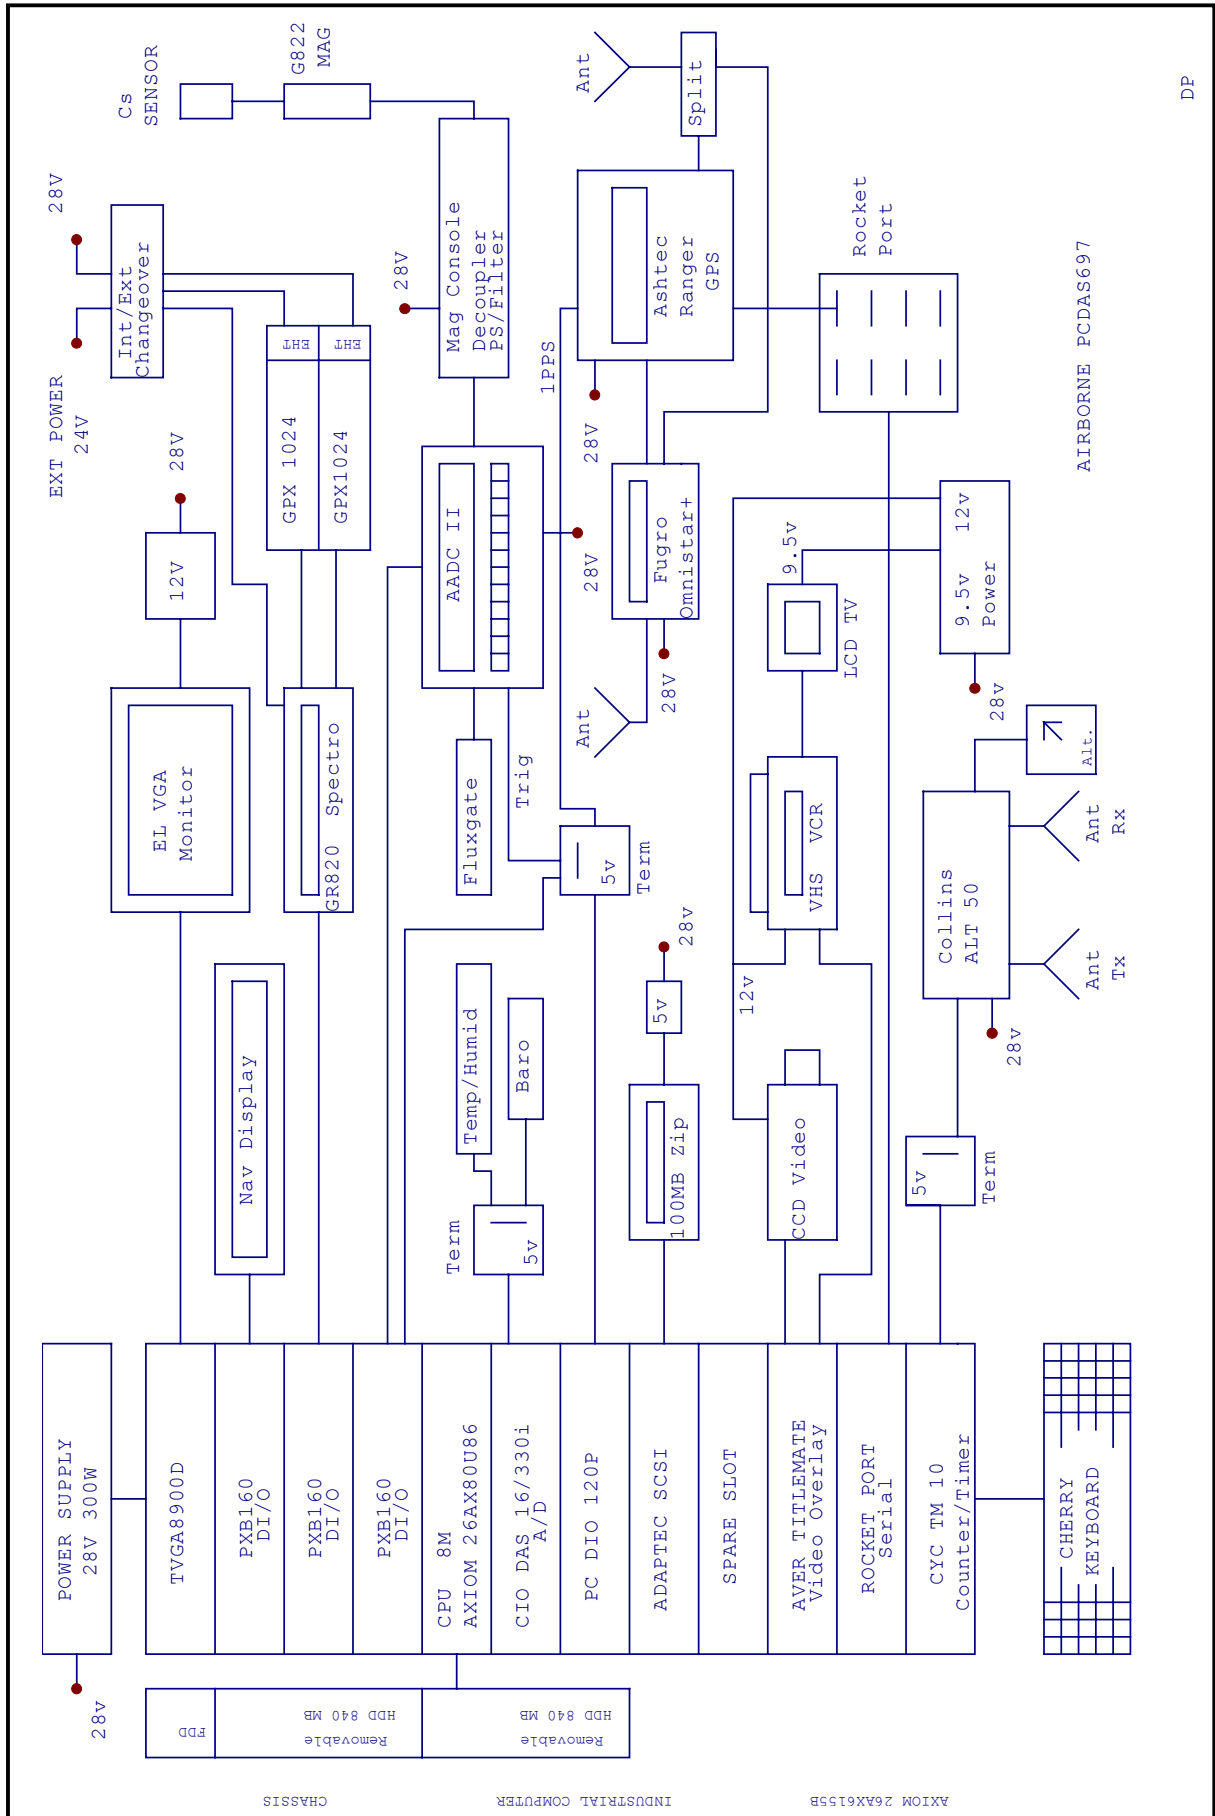 28v
POWER SUPPLY
28V 300W
EXT POWER
24V
28V
Int/Ext
Changeover
Cs
SENSOR
G822
MAG
28V
12V
EL VGA
Monitor
TVGA8900D
FDD
Nav Display
PXB160
DI/O
EHT
EHT
GPX 1024
GPX1024
GR820 Spectro
PXB160
DI/O
Removable
HDD 840 MB
PXB160
DI/O
28V
Mag Console
Decoupler
PS/Filter
AADC II
28V
Fluxgate
Trig
Temp/Humid
Baro
Term
5v
CPU 8M
AXIOM 26AX80U86
CIO DAS 16/330i
A/D
Removable
HDD 840 MB
1PPS
Ant
Split
Ashtec
Ranger
GPS
28V
Fugro
Omnistar+
28V
Ant
5v
Term
PC DIO 120P
28v
5v
100MB Zip
ADAPTEC SCSI
SPARE SLOT
Rocket
Port
9.5v
LCD TV
VHS VCR
12v
CCD Video
AVER TITLEMATE
Video Overlay
ROCKET PORT
Serial
9.5v 12v
Power
28v
Alt.
Collins
ALT 50
28v
Ant
Rx
Ant
Tx
5v
Term
CYC TM 10
Counter/Timer
CHERRY
KEYBOARD
AIRBORNE PCDAS697
DP
AXIOM 26AX6155B
INDUSTRIAL COMPUTER
CHASSIS